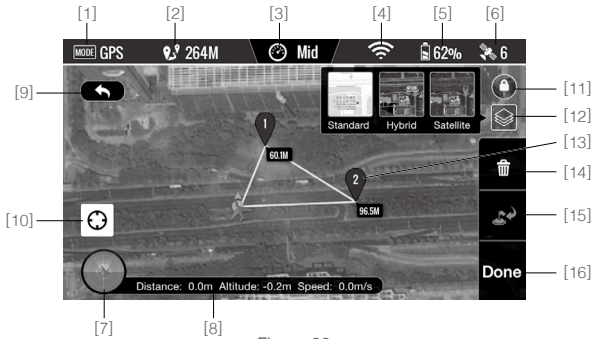 [1] [2] [3] [4] [5] [6]
MODE GPS 264M Mid 62% 6
[9] [11]
Standard Hybrid Satellite [12]
1 [13]
60.1M
2 [14]
96.5M [15]
[10]
Done [16]
Distance: 0.0m Altitude: -0.2m Speed: 0.0m/s
[7] [8]